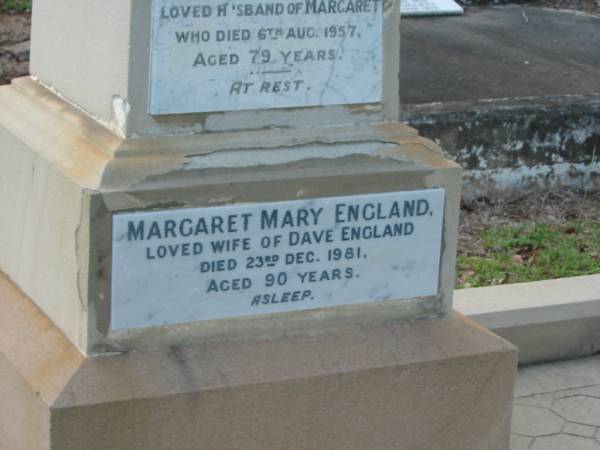 LOVED HUSBAND OF MARGARET
WHO DIED 6TH AUG. 1957,
AGED 79 YEARS.
AT REST.
MARGARET MARY ENGLAND,
LOVED WIFE OF DAVE ENGLAND
DIED 23RD DEC. 1981,
AGED 90 YEARS.
ASLEEP.